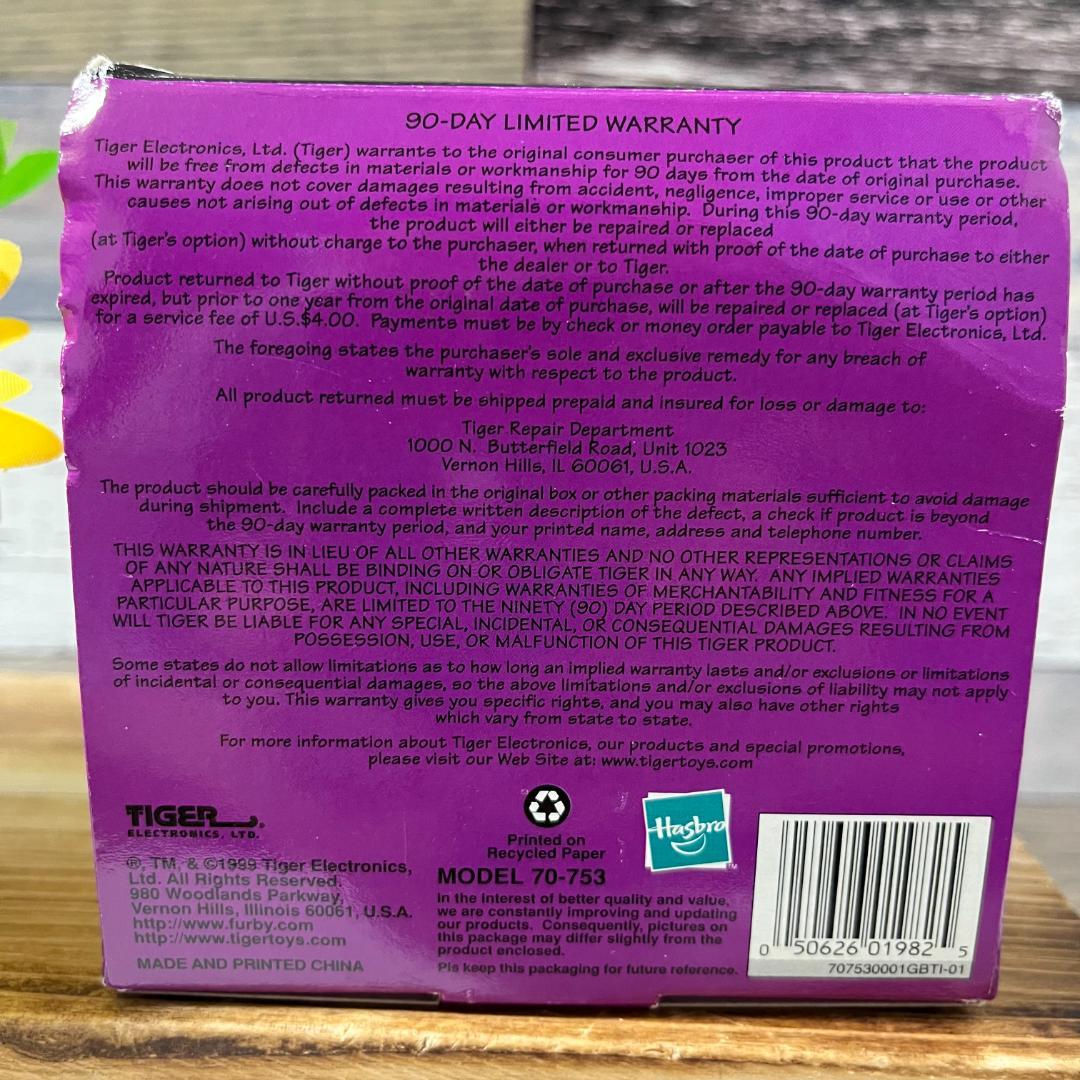 90-DAY LIMITED WARRANTY
Tiger Electronics, Ltd. (Tiger) warrants to the original consumer purchaser of this product that the product
will be free from defects in materials or workmanship for 90 days from the date of original purchase.
This warranty does not cover damages resulting from accident, negligence, improper service or use or other
causes not arising out of defects in materials or workmanship. During this 90-day warranty period,
the product will either be repaired or replaced
(at Tiger's option) without charge to the purchaser, when returned with proof of the date of purchase to either
the dealer or to Tiger.
Product returned to Tiger without proof of the date of purchase or after the 90-day warranty period has
expired, but prior to one year from the original date of purchase, will be repaired or replaced (at Tiger's option)
for a service fee of U.S.$4.00. Payments must be by check or money order payable to Tiger Electronics, Ltd.
The foregoing states the purchaser's sole and exclusive remedy for any breach of
warranty with respect to the product.
All product returned must be shipped prepaid and insured for loss or damage to:
Tiger Repair Department
1000 N. Butterfield Road, Unit 1023
Vernon Hills, IL 60061, U.S.A.
The product should be carefully packed in the original box or other packing materials sufficient to avoid damage
during shipment. Include a complete written description of the defect, a check if product is beyond
the 90-day warranty period, and your printed name, address and telephone number.
THIS WARRANTY IS IN LIEU OF ALL OTHER WARRANTIES AND NO OTHER REPRESENTATIONS OR CLAIMS
OF ANY NATURE SHALL BE BINDING ON OR OBLIGATE TIGER IN ANY WAY. ANY IMPLIED WARRANTIES
APPLICABLE TO THIS PRODUCT, INCLUDING WARRANTIES OF MERCHANTABILITY AND FITNESS FOR A
PARTICULAR PURPOSE, ARE LIMITED TO THE NINETY (90) DAY PERIOD DESCRIBED ABOVE. IN NO EVENT
WILL TIGER BE LIABLE FOR ANY SPECIAL, INCIDENTAL, OR CONSEQUENTIAL DAMAGES RESULTING FROM
POSSESSION, USE, OR MALFUNCTION OF THIS TIGER PRODUCT.
Some states do not allow limitations as to how long an implied warranty lasts and/or exclusions or limitations
of incidental or consequential damages, so the above limitations and/or exclusions of liability may not apply
to you. This warranty gives you specific rights, and you may also have other rights
which vary from state to state.
For more information about Tiger Electronics, our products and special promotions,
please visit our Web Site at: www.tigertoys.com
TIGER®
ELECTRONICS, LTD.
®, TM, & ©1999 Tiger Electronics,
Ltd. All Rights Reserved.
980 Woodlands Parkway,
Vernon Hills, Illinois 60061, U.S.A.
http://www.furby.com
http://www.tigertoys.com
MADE AND PRINTED CHINA
Printed on
Recycled Paper
MODEL 70-753
In the interest of better quality and value,
we are constantly improving and updating
our products. Consequently, pictures on
this package may differ slightly from the
product enclosed.
Pls keep this packaging for future reference.
Hasbro
TM
0 50626 01982 5
707530001GBTI-01